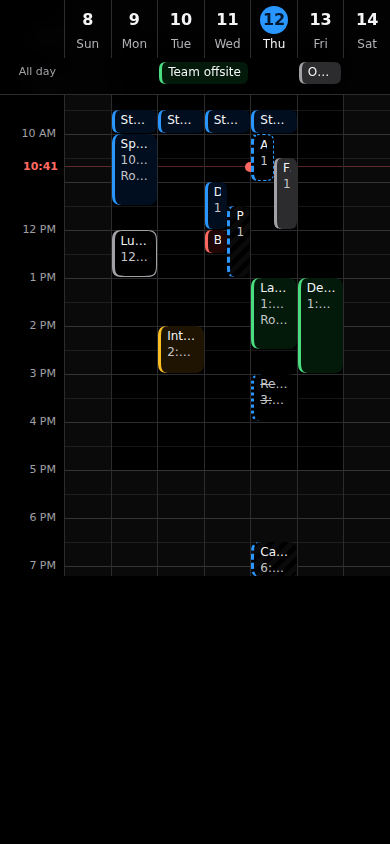 8 9 10 11 12 13 14
Sun Mon Tue Wed Thu Fri Sat
All day
Team offsite
O…
St…
St…
St…
St…
10 AM
Sp…
10…
Ro…
A
1
10:41
F
1
D
1
P
1
12 PM
Lu…
12…
B
1 PM
La…
1:…
Ro…
De…
1:…
2 PM
Int…
2:…
3 PM
Re…
3:…
4 PM
5 PM
6 PM
Ca…
6:…
7 PM